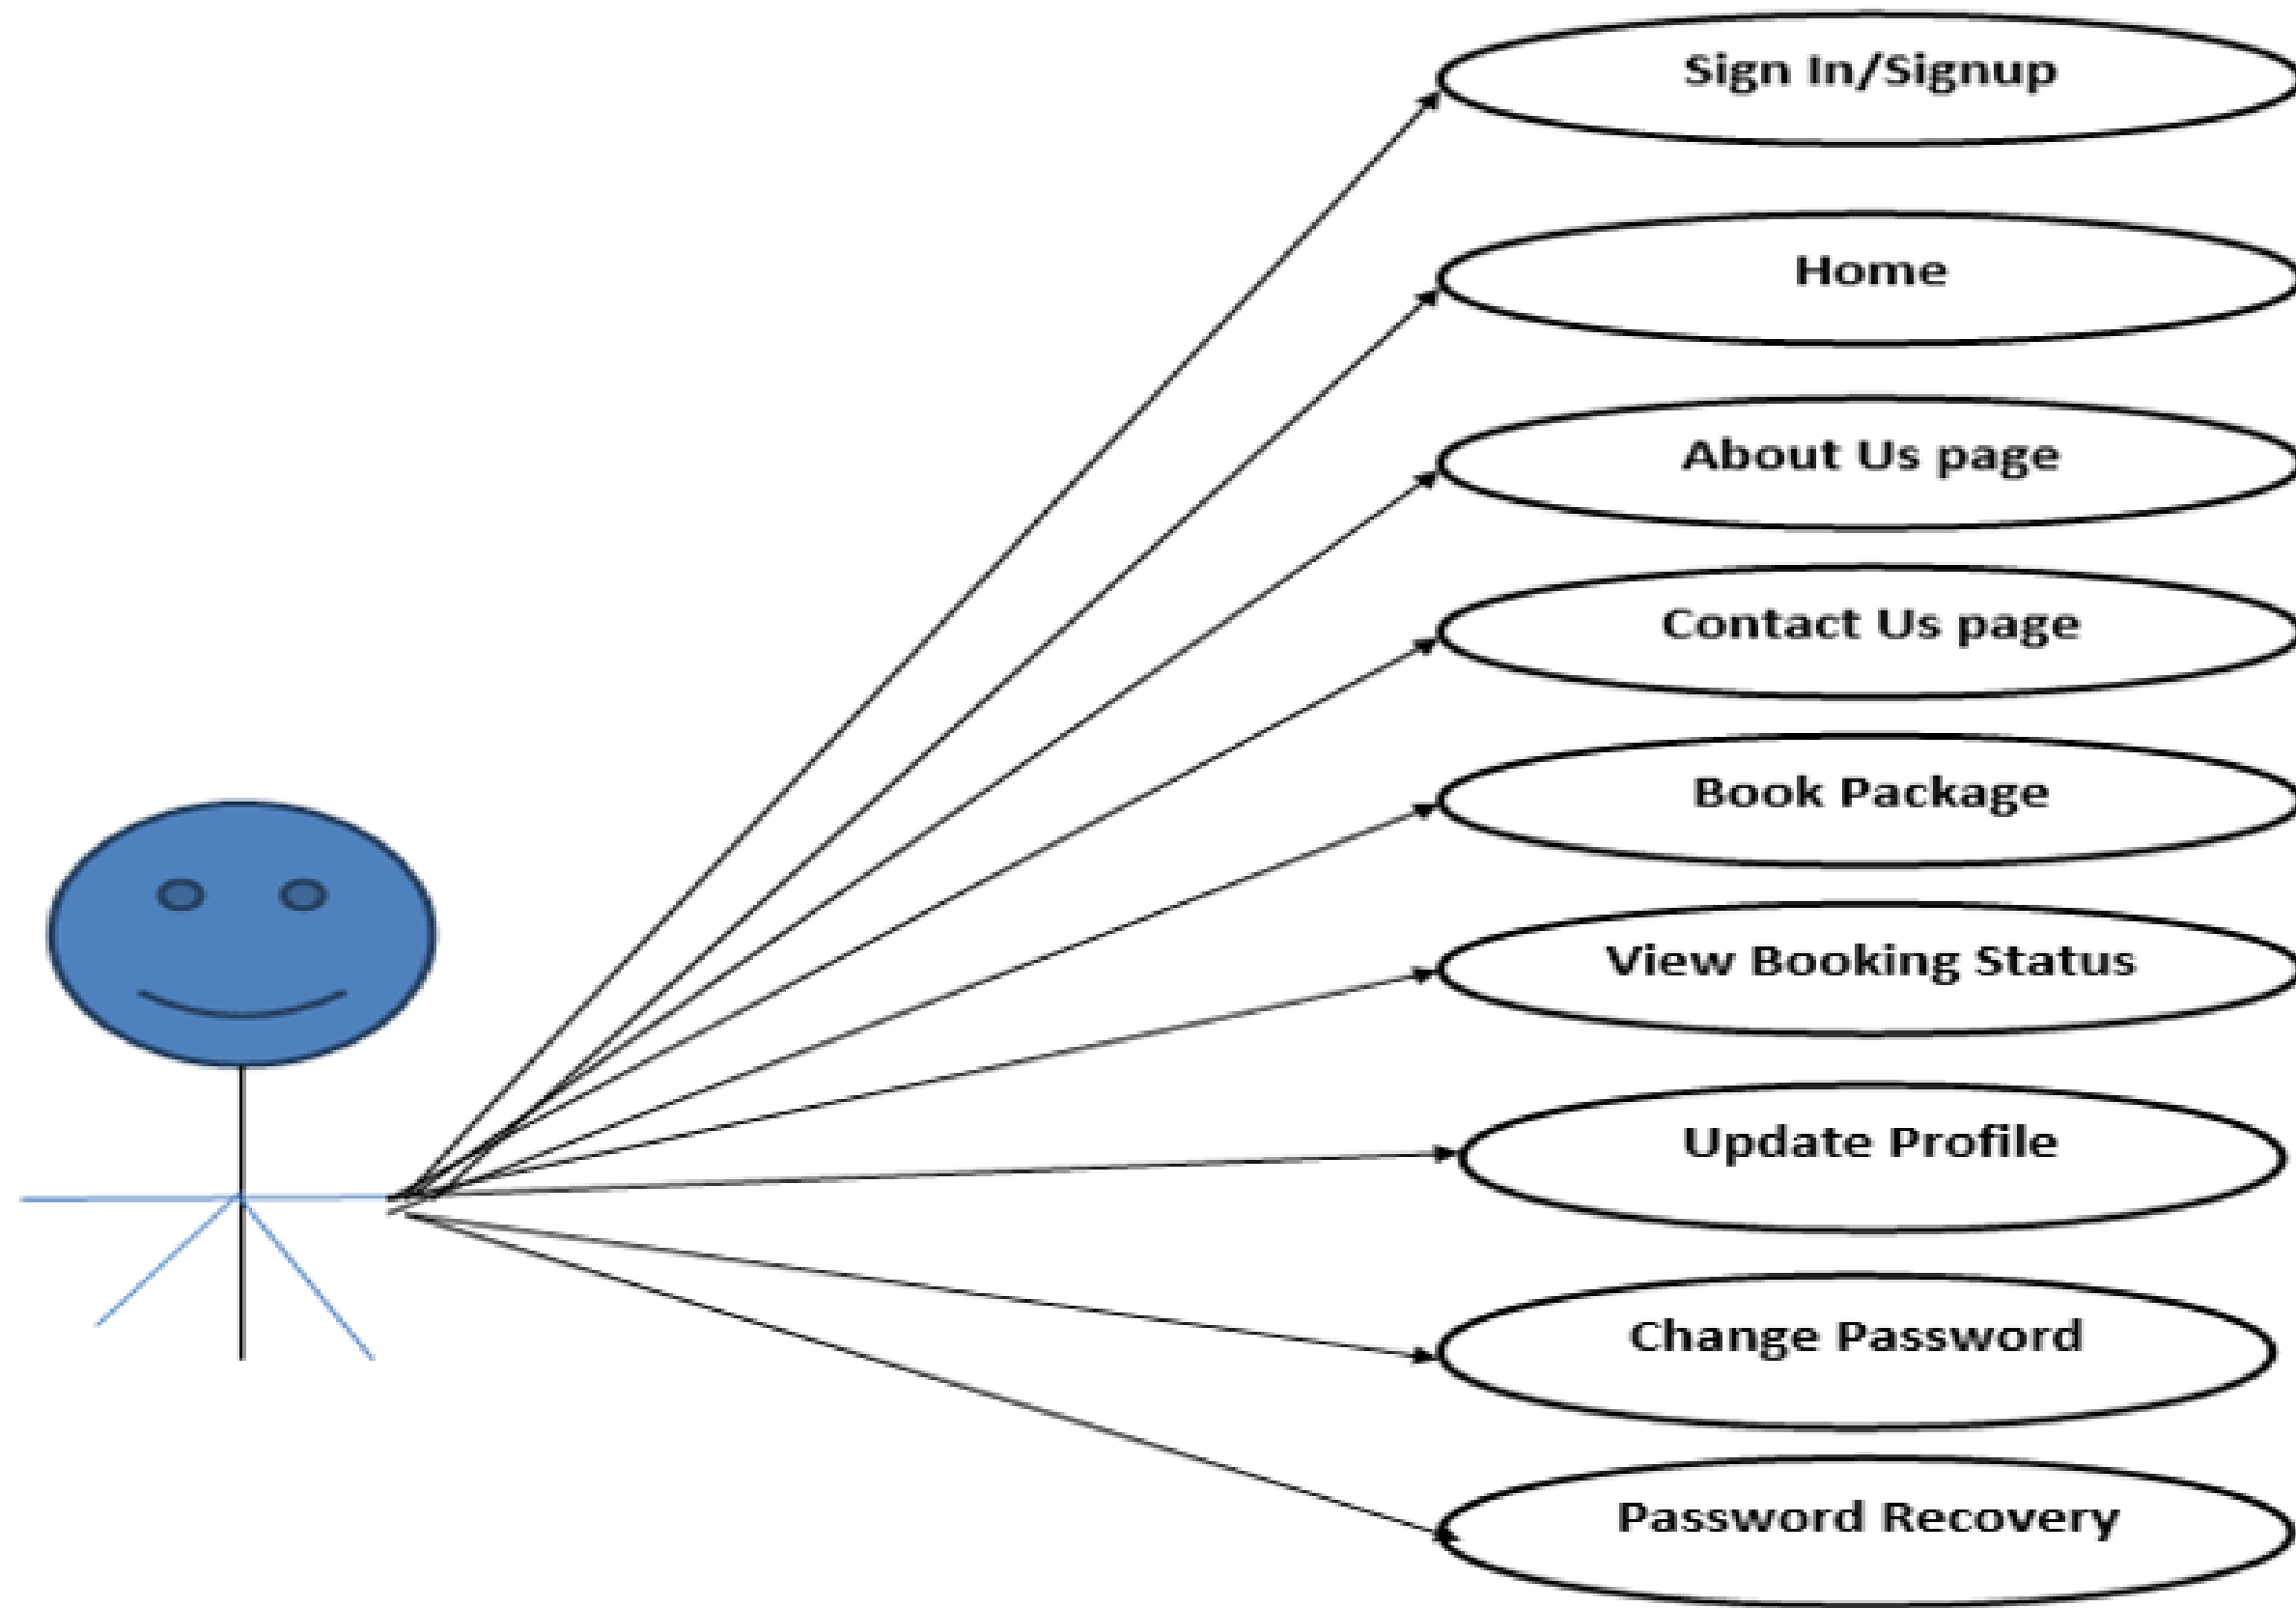 Sign In/Signup
Home
About Us page
Contact Us page
Book Package
View Booking Status
Update Profile
Change Password
Password Recovery